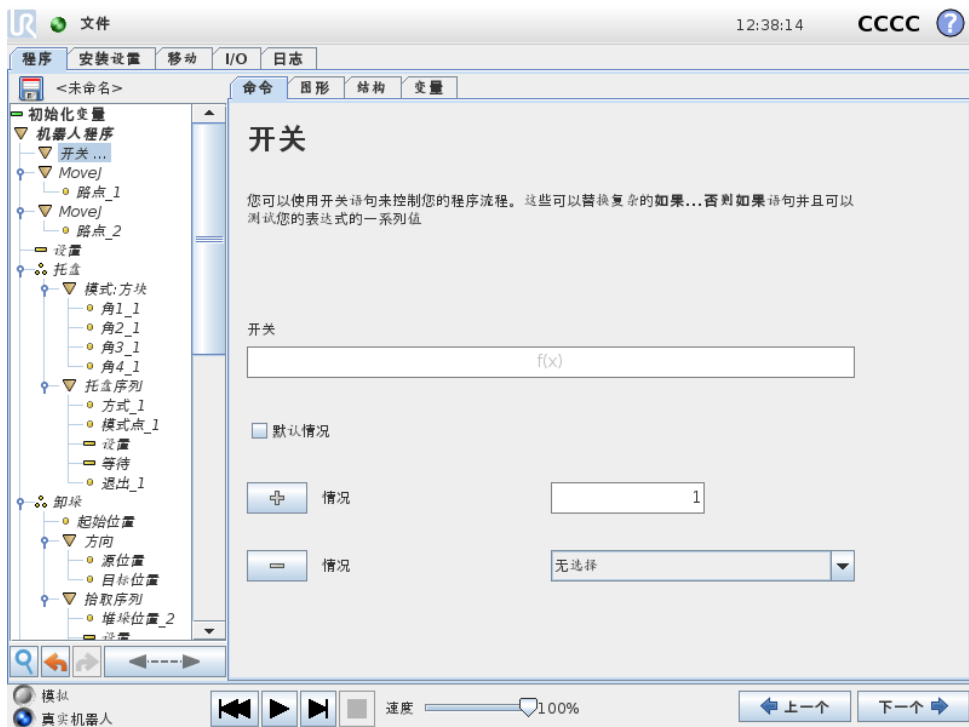 UR 文件 12:38:14 CCCC ?
程序 安装设置 移动 I/O 日志
<未命名>
命令 图形 结构 变量
初始化变量
机器人程序
开关 ...
MoveJ
路点_1
MoveJ
路点_2
设置
托盘
模式:方块
角1_1
角2_1
角3_1
角4_1
托盘序列
方式_1
模式点_1
设置
等待
退出_1
卸垛
起始位置
方向
源位置
目标位置
拾取序列
堆垛位置_2
设置
开关
您可以使用开关语句来控制您的程序流程。这些可以替换复杂的如果...否则如果语句并且可以
测试您的表达式的一系列值
开关
f(x)
默认情况
情况 1
情况 无选择
模拟
真实机器人
速度 100%
上一个 下一个